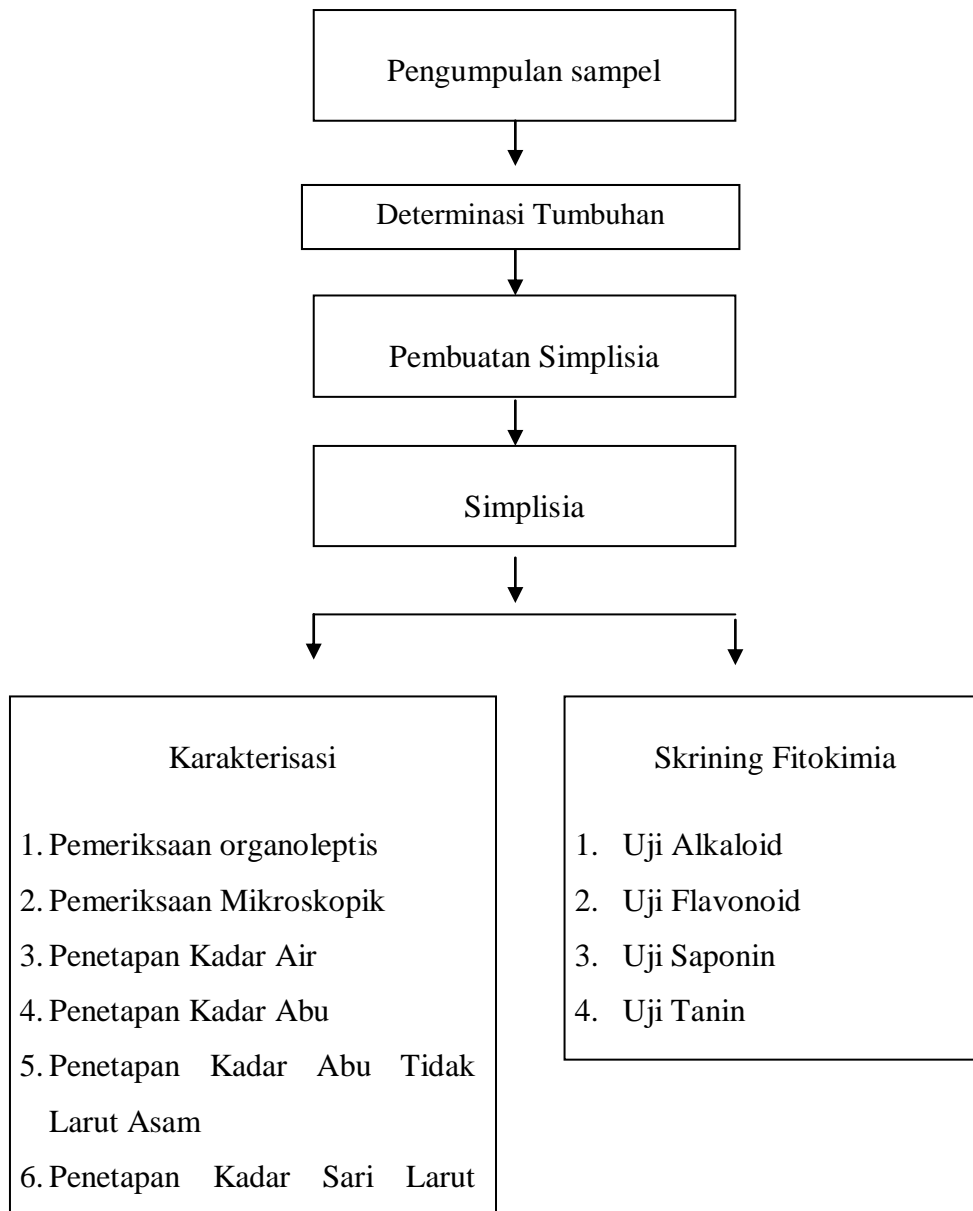 Pengumpulan sampel
Determinasi Tumbuhan
Pembuatan Simplisia
Simplisia
Karakterisasi
1. Pemeriksaan organoleptis
2. Pemeriksaan Mikroskopik
3. Penetapan Kadar Air
4. Penetapan Kadar Abu
5. Penetapan Kadar Abu Tidak
Larut Asam
6. Penetapan Kadar Sari Larut
Skrining Fitokimia
1. Uji Alkaloid
2. Uji Flavonoid
3. Uji Saponin
4. Uji Tanin